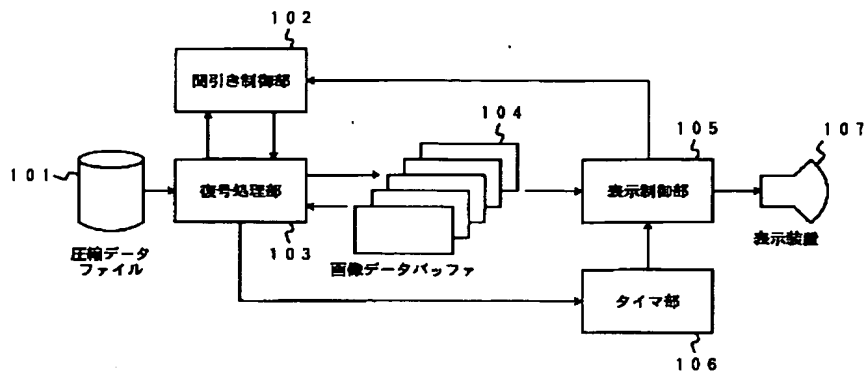 102
間引き制御部
104
105
107
101
復号処理部
表示制御部
圧縮データ
ファイル
103
画像データバッファ
表示装置
タイマ部
106